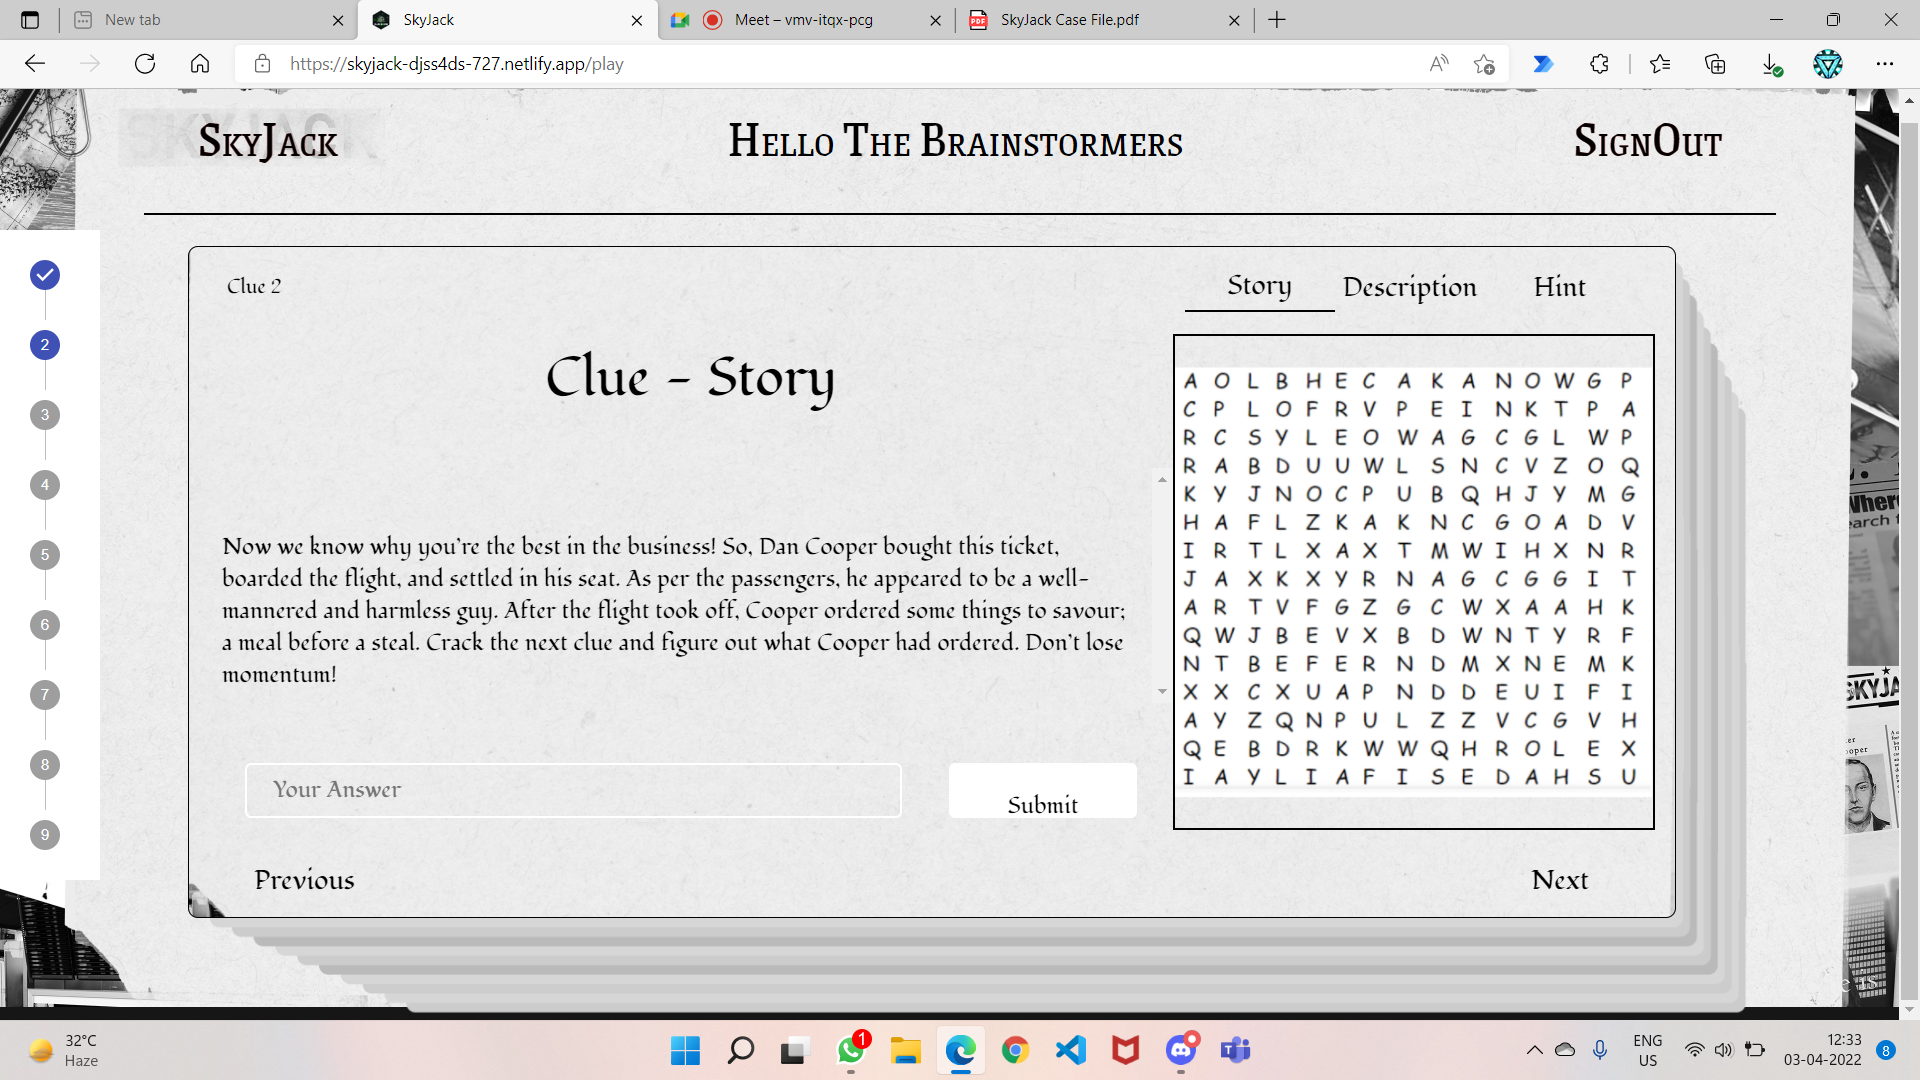 New tab
SkyJack
Meet – vmv-itqx-pcg
SkyJack Case File.pdf
https://skyjack-djss4ds-727.netlify.app/play
SkyJack
Hello The Brainstormers
SignOut
Clue 2
Story
Description
Hint
Clue - Story
Now we know why you're the best in the business! So, Dan Cooper bought this ticket,
boarded the flight, and settled in his seat. As per the passengers, he appeared to be a well-
mannered and harmless guy. After the flight took off, Cooper ordered some things to savour;
a meal before a steal. Crack the next clue and figure out what Cooper had ordered. Don't lose
momentum!
Your Answer
Submit
Previous
Next
A O L B H E C A K A N O W G P
C P L O F R V P E I N K T P A
R C S Y L E O W A G C G L W P
R A B D U U W L S N C V Z O Q
K Y J N O C P U B Q H J Y M G
H A F L Z K A K N C G O A D V
I R T L X A X T M W I H X N R
J A X K X Y R N A G C G G I T
A R T V F G Z G C W X A A H K
Q W J B E V X B D W N T Y R F
N T B E F E R N D M X N E M K
X X C X U A P N D D E U I F I
A Y Z Q N P U L Z Z V C G V H
Q E B D R K W W Q H R O L E X
I A Y L I A F I S E D A H S U
2
3
4
5
6
7
8
9
32°C
Haze
1
ENG
US
12:33
03-04-2022
8